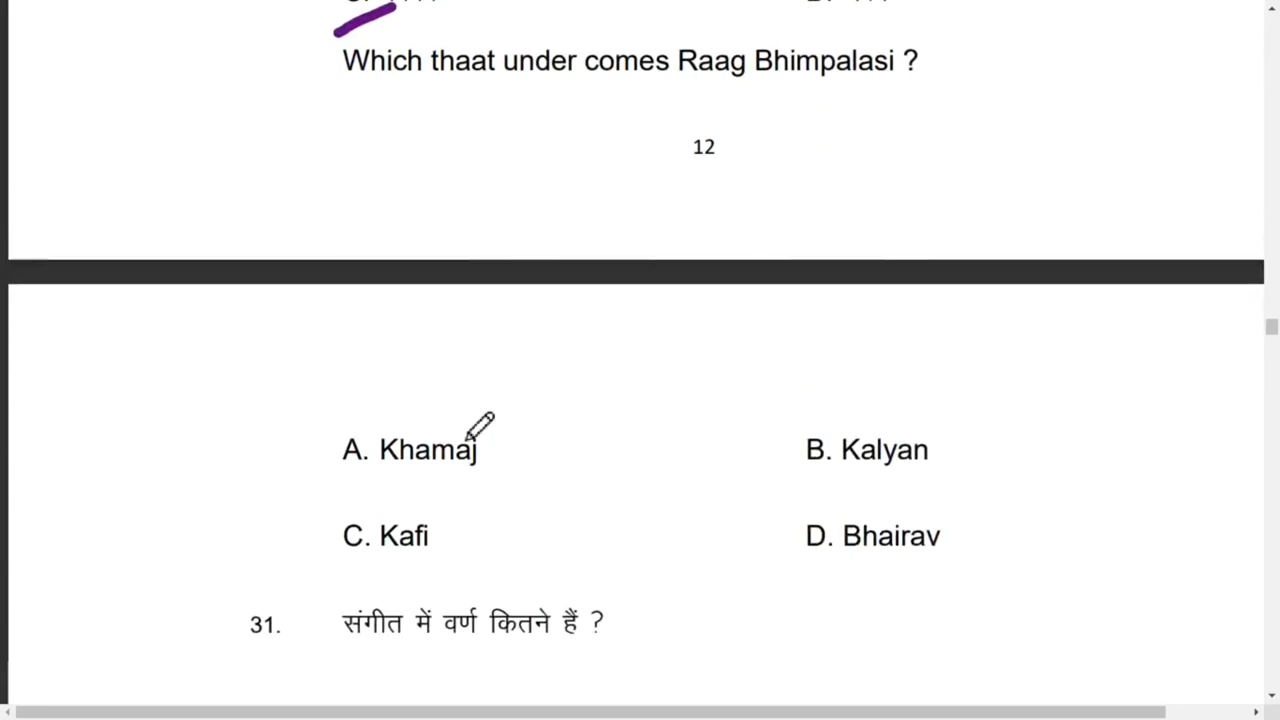 Which thaat under comes Raag Bhimpalasi ?
12
A. Khamaj B. Kalyan
C. Kafi D. Bhairav
31. संगीत में वर्ण कितने हैं ?